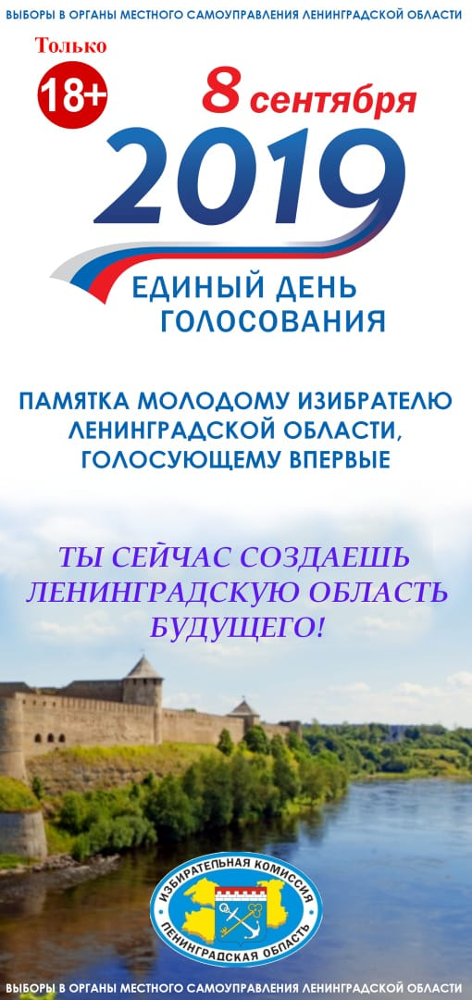 ВЫБОРЫ В ОРГАНЫ МЕСТНОГО САМОУПРАВЛЕНИЯ ЛЕНИНГРАДСКОЙ ОБЛАСТИ
Только
18+
8 сентября
2019
ЕДИНЫЙ ДЕНЬ
ГОЛОСОВАНИЯ
ПАМЯТКА МОЛОДОМУ ИЗИБРАТЕЛЮ
ЛЕНИНГРАДСКОЙ ОБЛАСТИ,
ГОЛОСУЮЩЕМУ ВПЕРВЫЕ
ТЫ СЕЙЧАС СОЗДАЕШЬ
ЛЕНИНГРАДСКУЮ ОБЛАСТЬ
БУДУЩЕГО!
ИЗБИРАТЕЛЬНАЯ КОМИССИЯ
ЛЕНИНГРАДСКАЯ ОБЛАСТЬ
ВЫБОРЫ В ОРГАНЫ МЕСТНОГО САМОУПРАВЛЕНИЯ ЛЕНИНГРАДСКОЙ ОБЛАСТИ